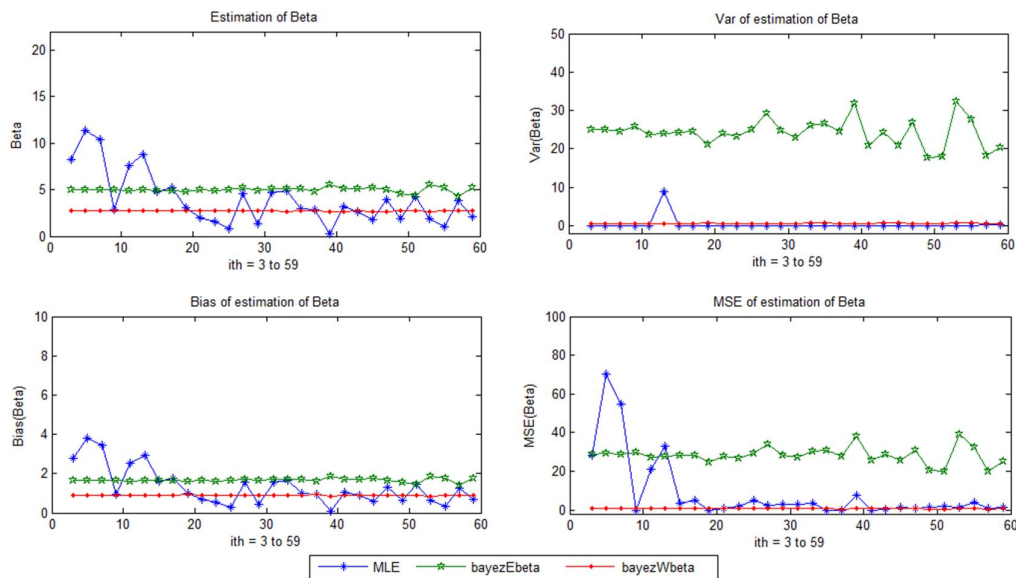 Estimation of Beta
20
15
10
5
0
Beta
0 10 20 30 40 50 60
ith = 3 to 59
Var of estimation of Beta
50
40
30
20
10
0
Var(Beta)
0 10 20 30 40 50 60
ith = 3 to 59
Bias of estimation of Beta
10
8
6
4
2
0
Bias(Beta)
0 10 20 30 40 50 60
ith = 3 to 59
MSE of estimation of Beta
100
80
60
40
20
0
MSE(Beta)
0 10 20 30 40 50 60
ith = 3 to 59
MLE bayezEbeta bayezWbeta